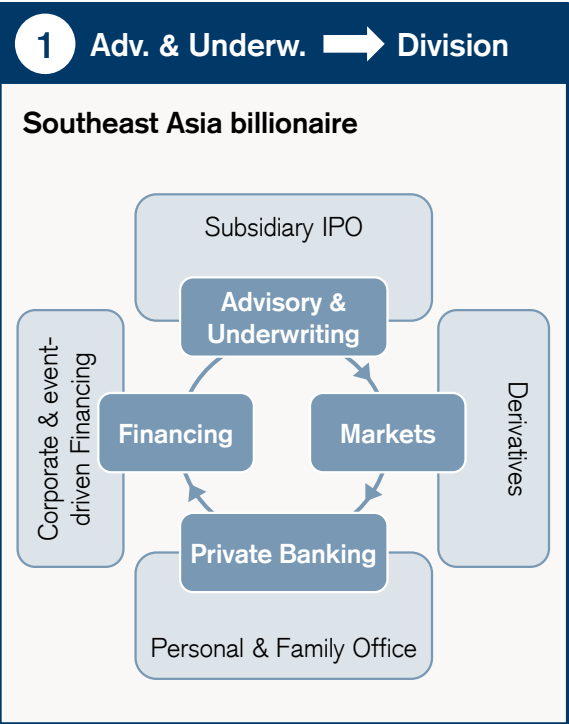 1 Adv. & Underw. Division
Southeast Asia billionaire
Subsidiary IPO
Advisory &
Underwriting
Corporate & event-
driven Financing
Financing
Markets
Derivatives
Private Banking
Personal & Family Office